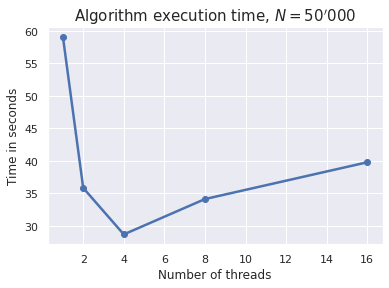 Algorithm execution time, N = 50'000
60
55
50
45
40
35
30
Time in seconds
2 4 6 8 10 12 14 16
Number of threads